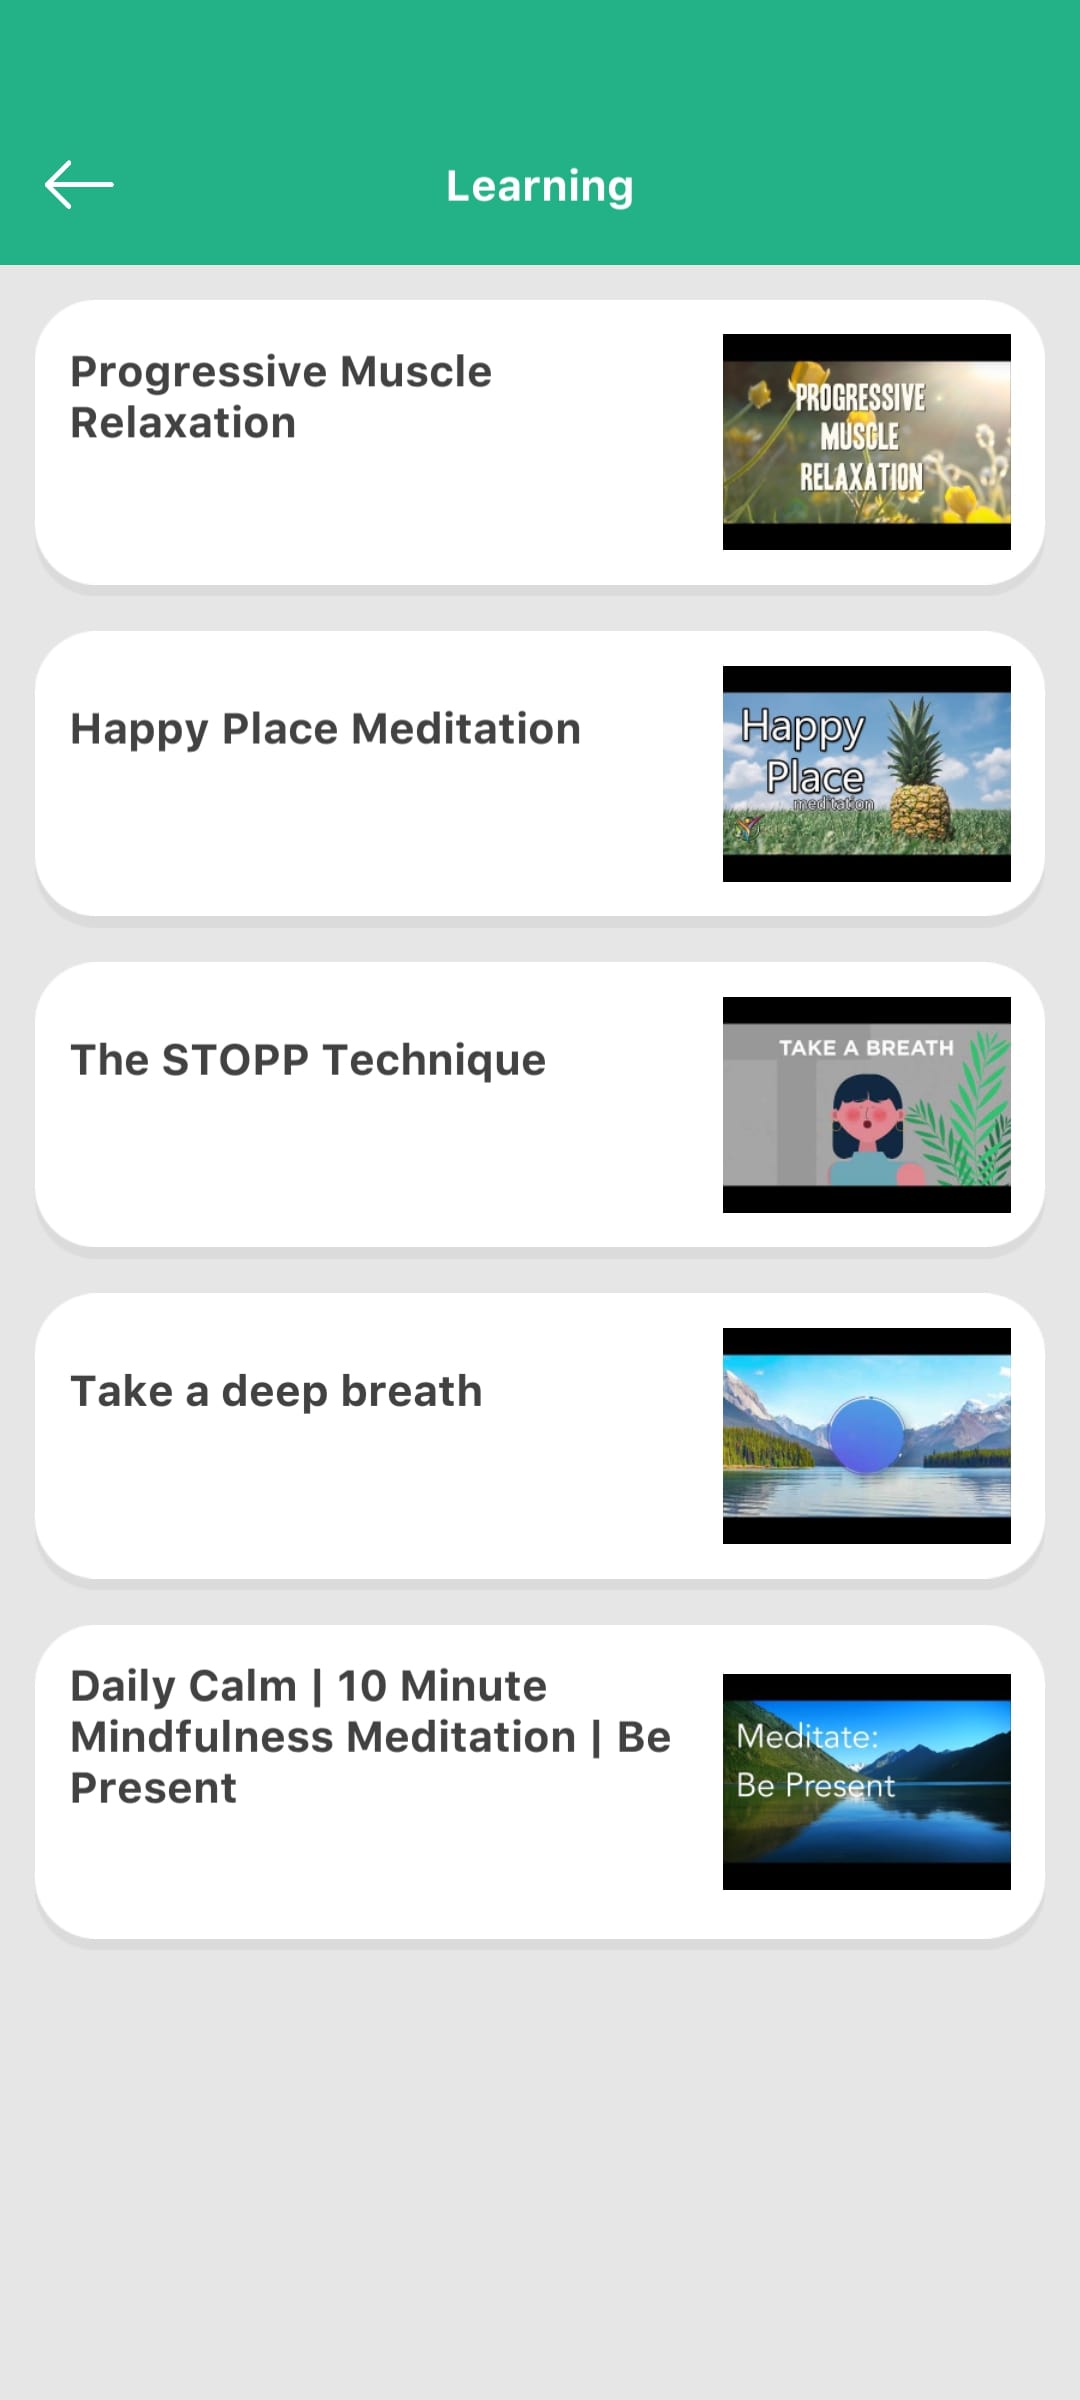 Learning
Progressive Muscle
Relaxation
PROGRESSIVE
MUSCLE
RELAXATION
Happy Place Meditation
Happy
Place
meditation
The STOPP Technique
TAKE A BREATH
Take a deep breath
Daily Calm | 10 Minute
Mindfulness Meditation | Be
Present
Meditate:
Be Present